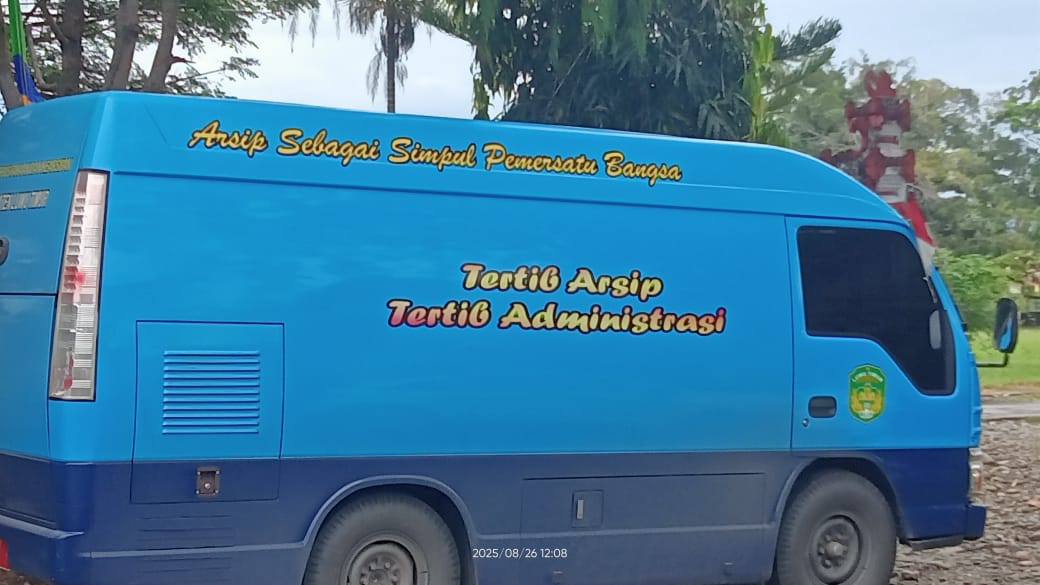 Arsip Sebagai Simpul Pemersatu Bangsa
Tertib Arsip
Tertib Administrasi
2025/08/26 12:08